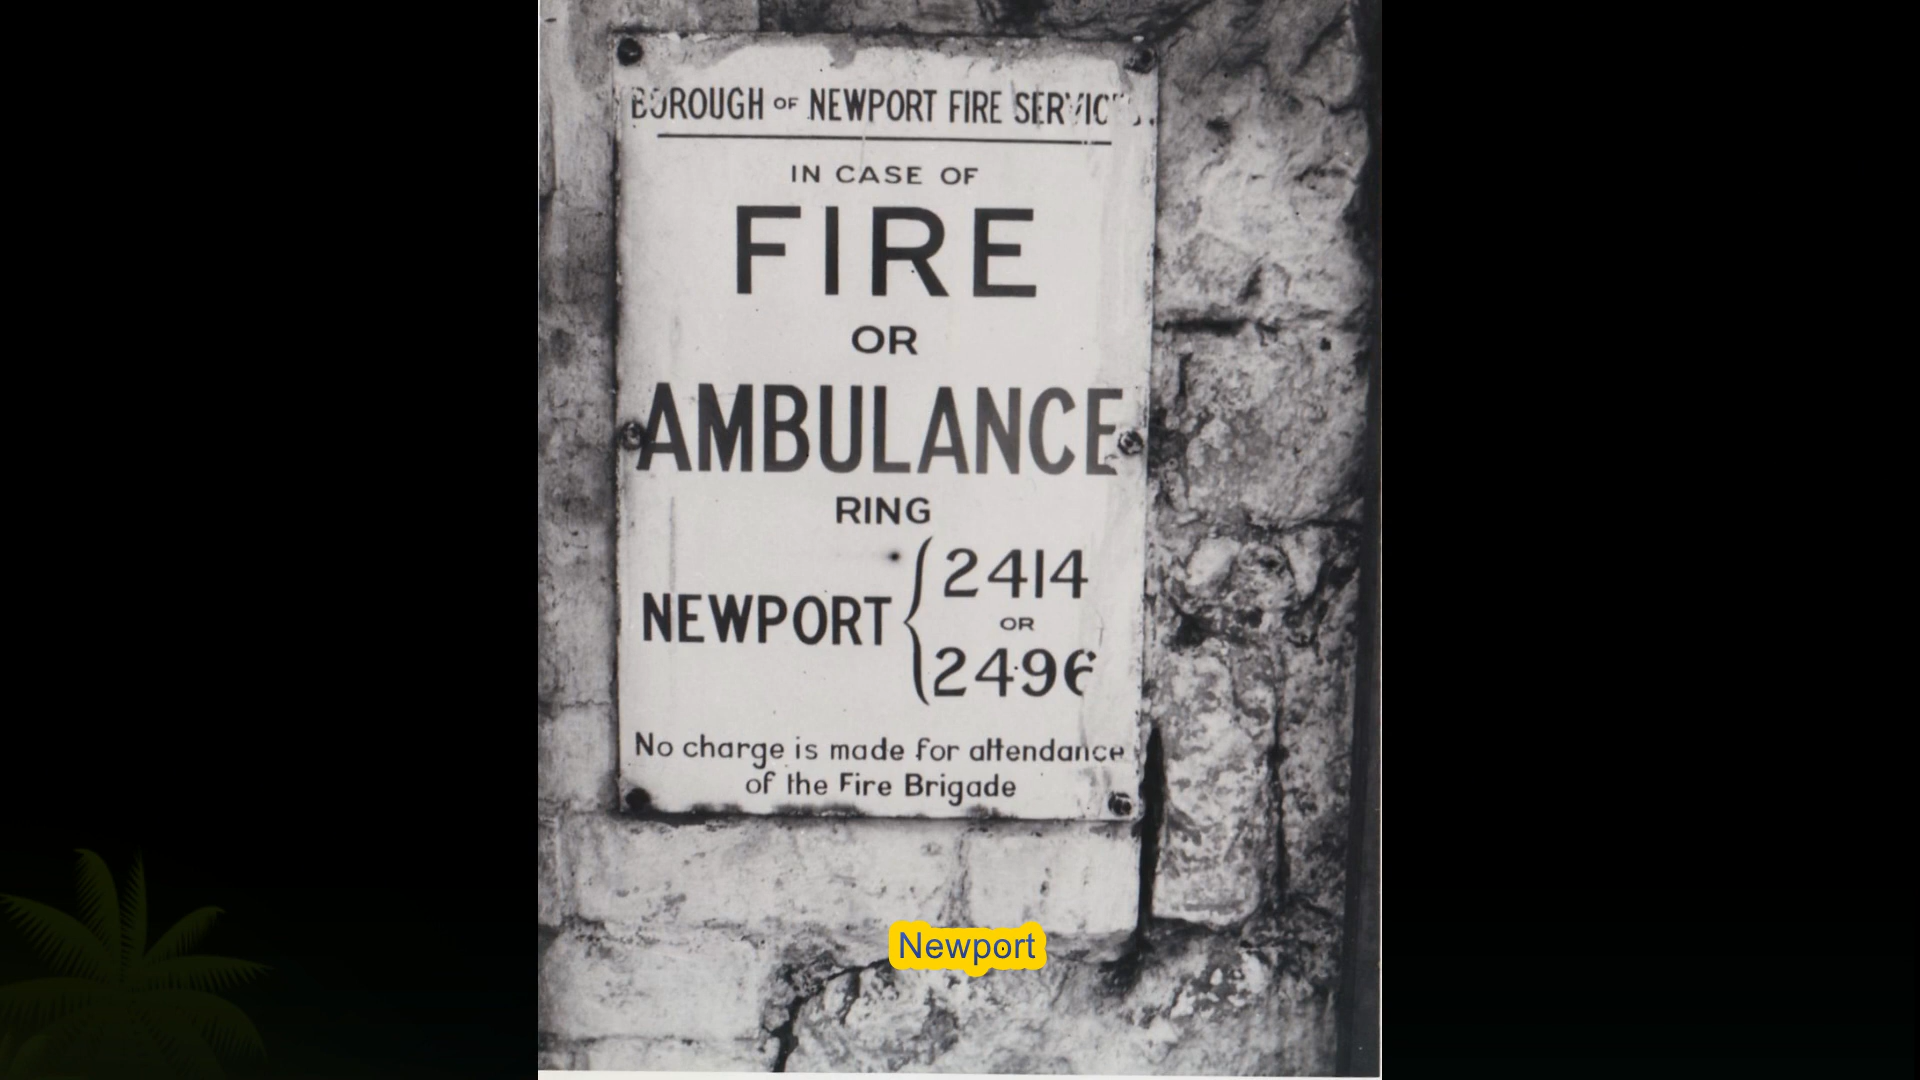 BOROUGH OF NEWPORT FIRE SERVICES.
IN CASE OF
FIRE
OR
AMBULANCE
RING
NEWPORT { 2414
OR
2496
No charge is made for attendance
of the Fire Brigade
Newport